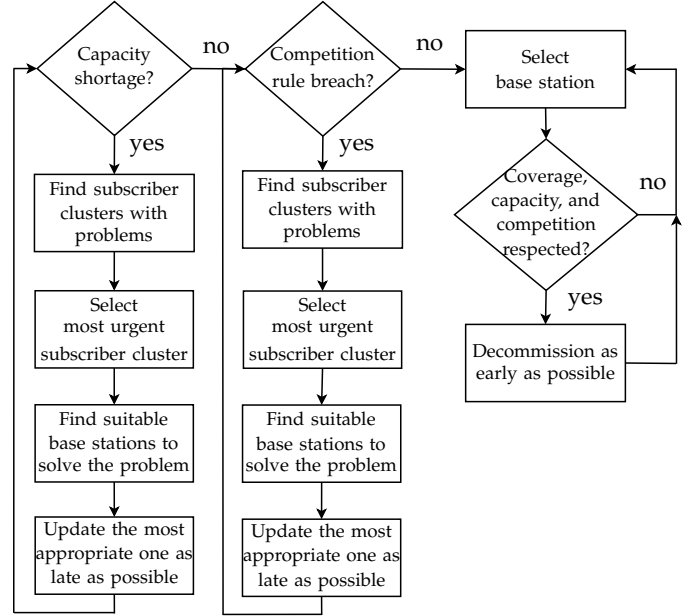 Capacity
shortage?
no
yes
Find subscriber
clusters with
problems
Select
most urgent
subscriber cluster
Find suitable
base stations to
solve the problem
Update the most
appropriate one as
late as possible
Competition
rule breach?
no
yes
Find subscriber
clusters with
problems
Select
most urgent
subscriber cluster
Find suitable
base stations to
solve the problem
Update the most
appropriate one as
late as possible
Select
base station
Coverage,
capacity, and
competition
respected?
no
yes
Decommission as
early as possible